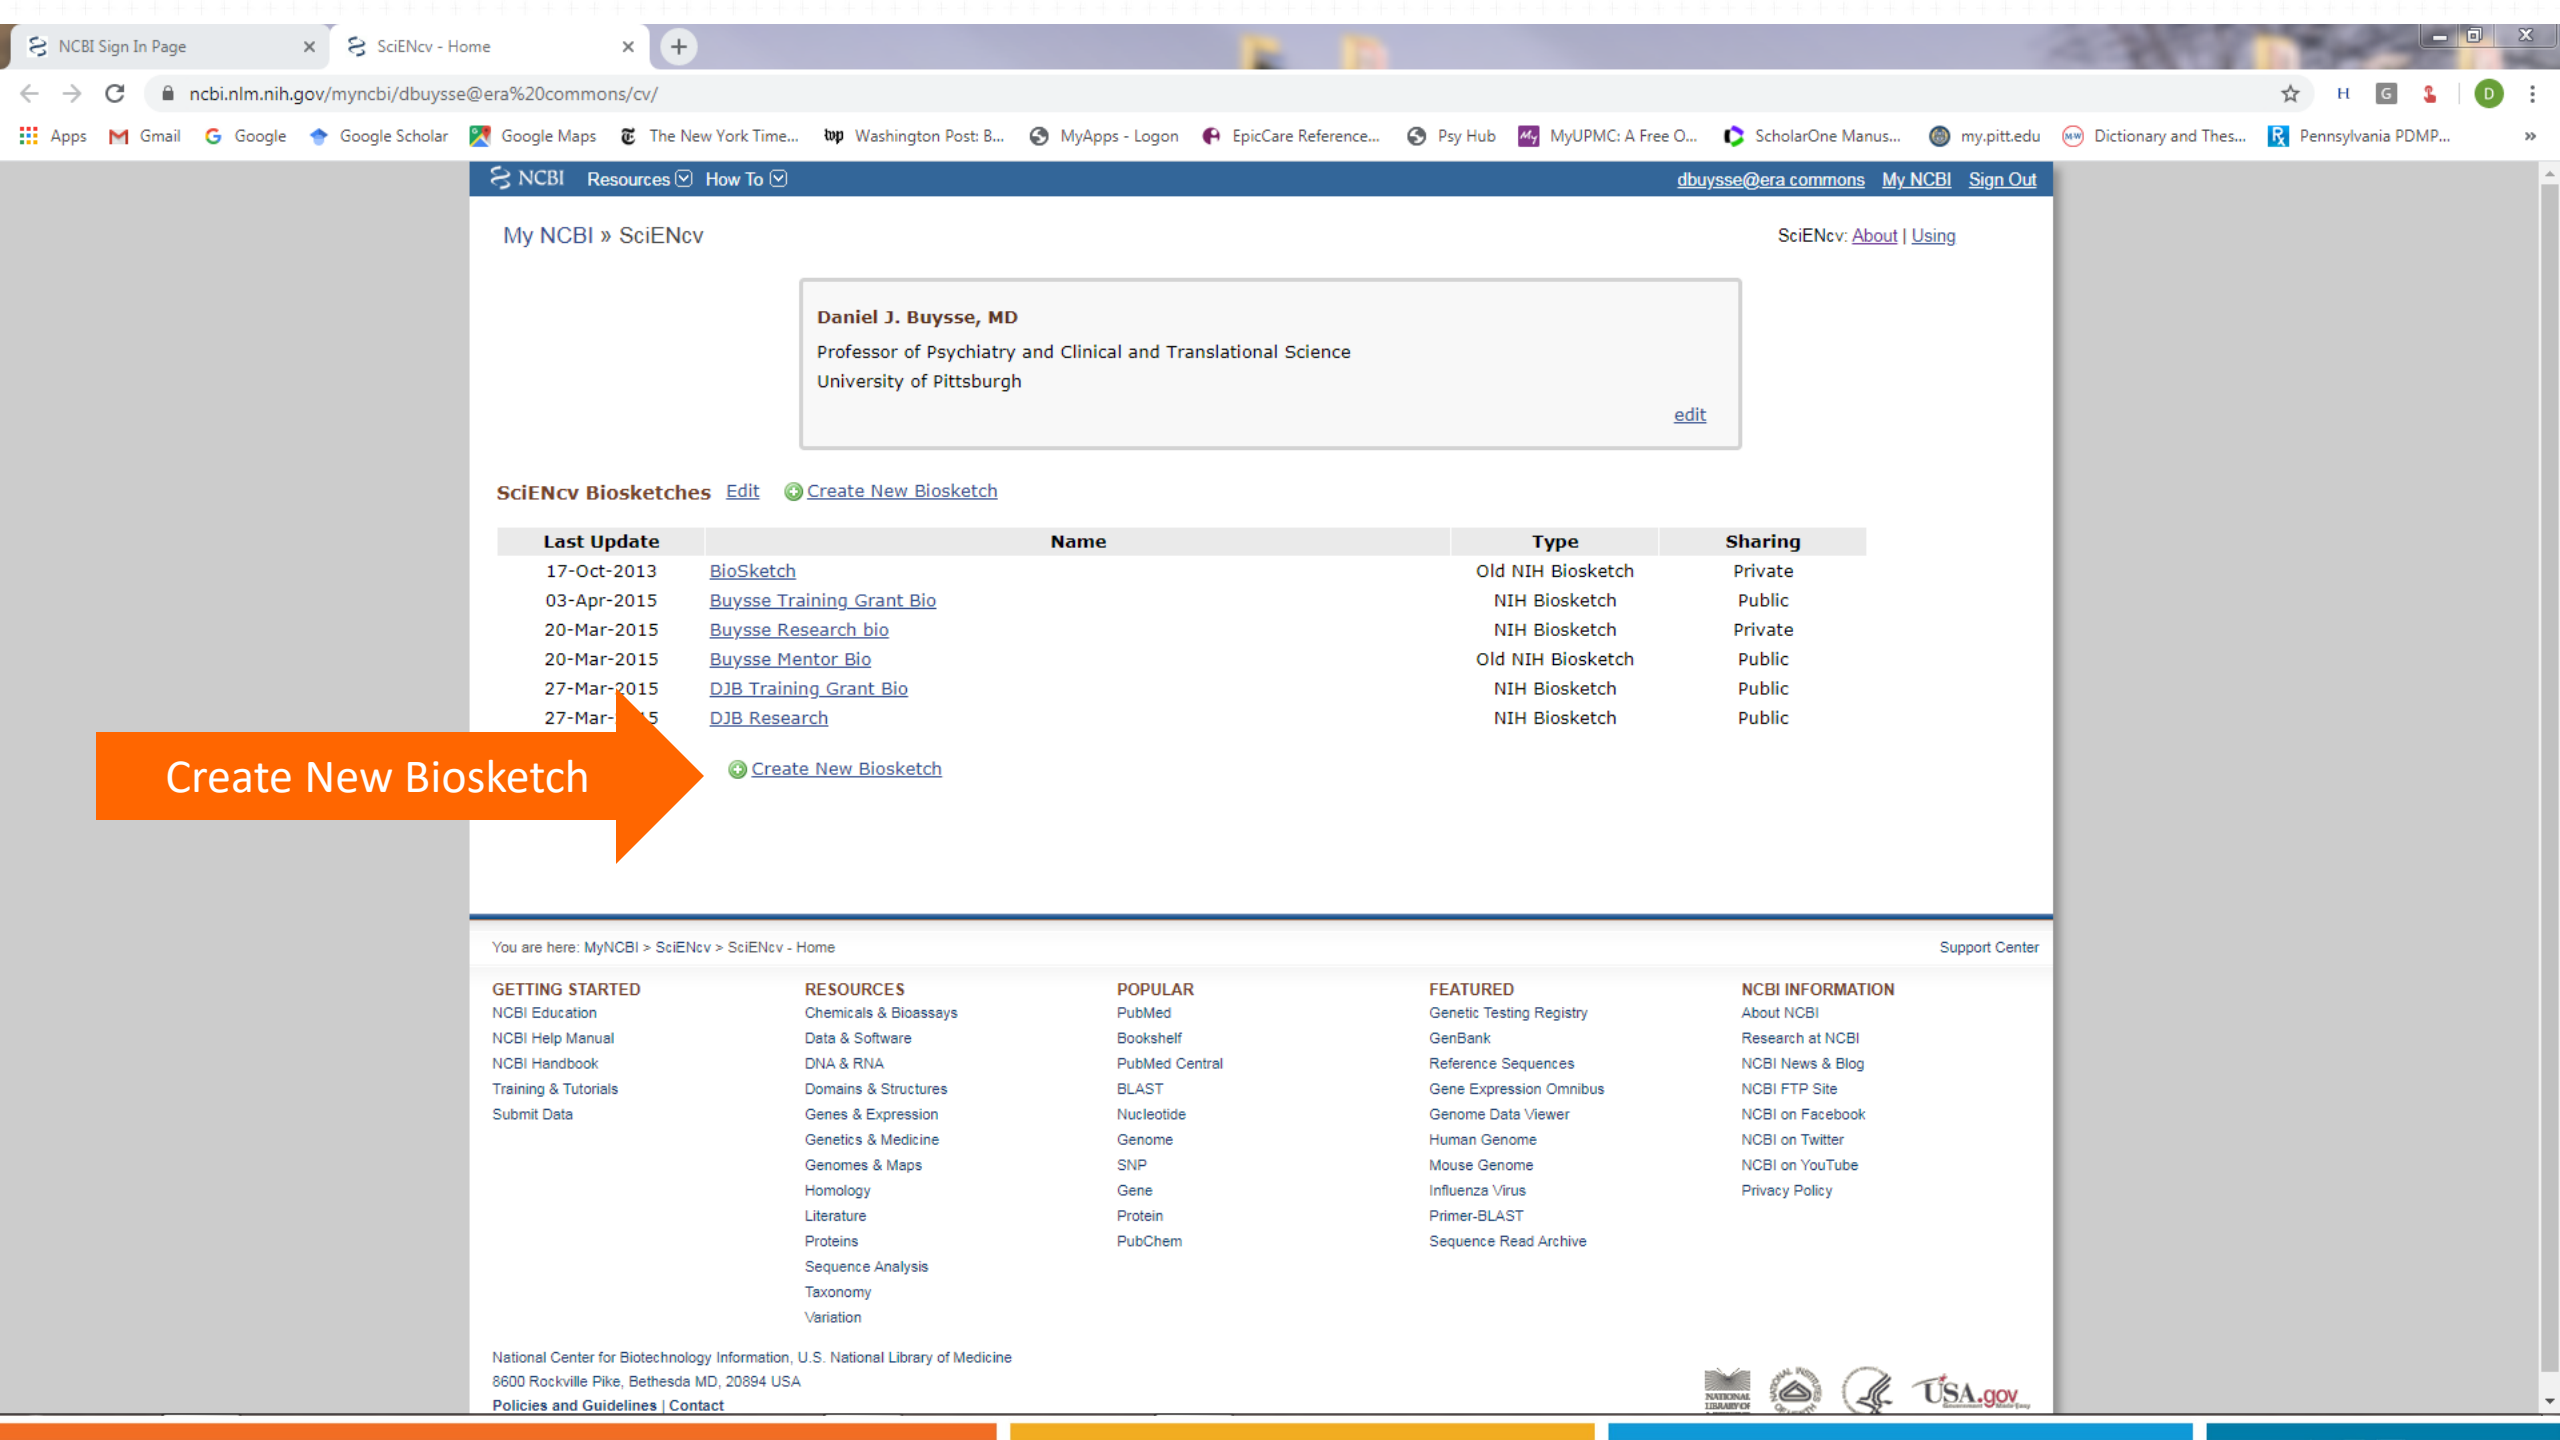 NCBI Sign In Page
SciENcv - Home
ncbi.nlm.nih.gov/myncbi/dbuysse@era%20commons/cv/
H G D
Apps Gmail Google Google Scholar Google Maps The New York Time... Washington Post: B... MyApps - Logon EpicCare Reference... Psy Hub MyUPMC: A Free O... ScholarOne Manus... my.pitt.edu Dictionary and Thes... Pennsylvania PDMP... »
NCBI Resources How To dbuysse@era commons My NCBI Sign Out
My NCBI » SciENcv SciENcv: About | Using
Daniel J. Buysse, MD
Professor of Psychiatry and Clinical and Translational Science
University of Pittsburgh
edit
SciENcv Biosketches Edit Create New Biosketch
Last Update Name Type Sharing
17-Oct-2013 BioSketch Old NIH Biosketch Private
03-Apr-2015 Buysse Training Grant Bio NIH Biosketch Public
20-Mar-2015 Buysse Research bio NIH Biosketch Private
20-Mar-2015 Buysse Mentor Bio Old NIH Biosketch Public
27-Mar-2015 DJB Training Grant Bio NIH Biosketch Public
27-Mar- 15 DJB Research NIH Biosketch Public
Create New Biosketch
Create New Biosketch
You are here: MyNCBI > SciENcv > SciENcv - Home Support Center
GETTING STARTED
NCBI Education
NCBI Help Manual
NCBI Handbook
Training & Tutorials
Submit Data
RESOURCES
Chemicals & Bioassays
Data & Software
DNA & RNA
Domains & Structures
Genes & Expression
Genetics & Medicine
Genomes & Maps
Homology
Literature
Proteins
Sequence Analysis
Taxonomy
Variation
POPULAR
PubMed
Bookshelf
PubMed Central
BLAST
Nucleotide
Genome
SNP
Gene
Protein
PubChem
FEATURED
Genetic Testing Registry
GenBank
Reference Sequences
Gene Expression Omnibus
Genome Data Viewer
Human Genome
Mouse Genome
Influenza Virus
Primer-BLAST
Sequence Read Archive
NCBI INFORMATION
About NCBI
Research at NCBI
NCBI News & Blog
NCBI FTP Site
NCBI on Facebook
NCBI on Twitter
NCBI on YouTube
Privacy Policy
National Center for Biotechnology Information, U.S. National Library of Medicine
8600 Rockville Pike, Bethesda MD, 20894 USA
Policies and Guidelines | Contact
NATIONAL
LIBRARY OF
USA.gov